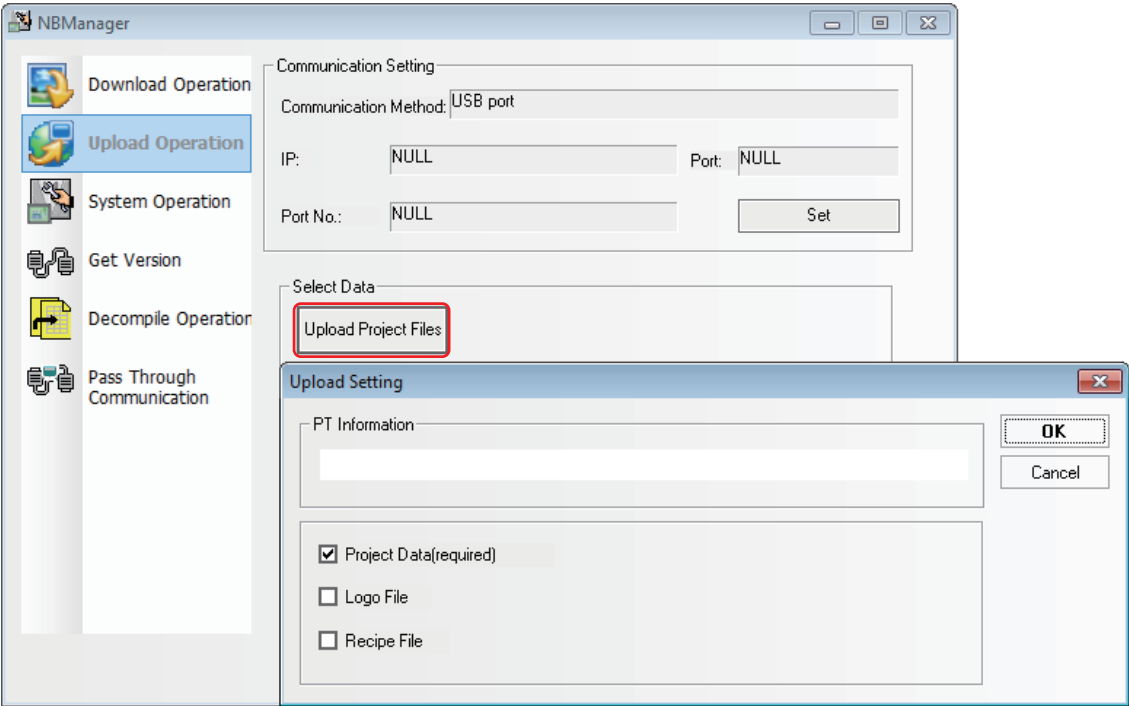 NBManager
Download Operation
Upload Operation
System Operation
Get Version
Decompile Operation
Pass Through
Communication
Communication Setting
Communication Method: USB port
IP: NULL Port: NULL
Port No.: NULL Set
Select Data
Upload Project Files
Upload Setting
PT Information
OK
Cancel
Project Data(required)
Logo File
Recipe File